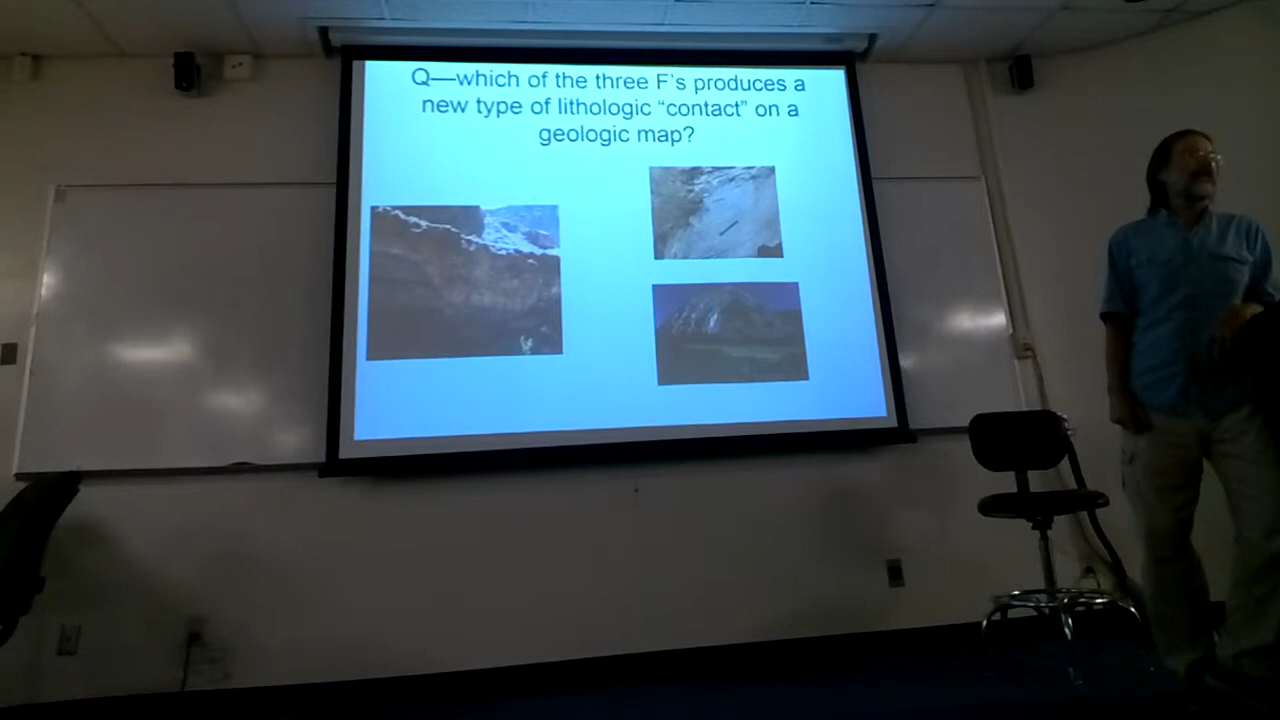 Q—which of the three F's produces a
new type of lithologic “contact” on a
geologic map?